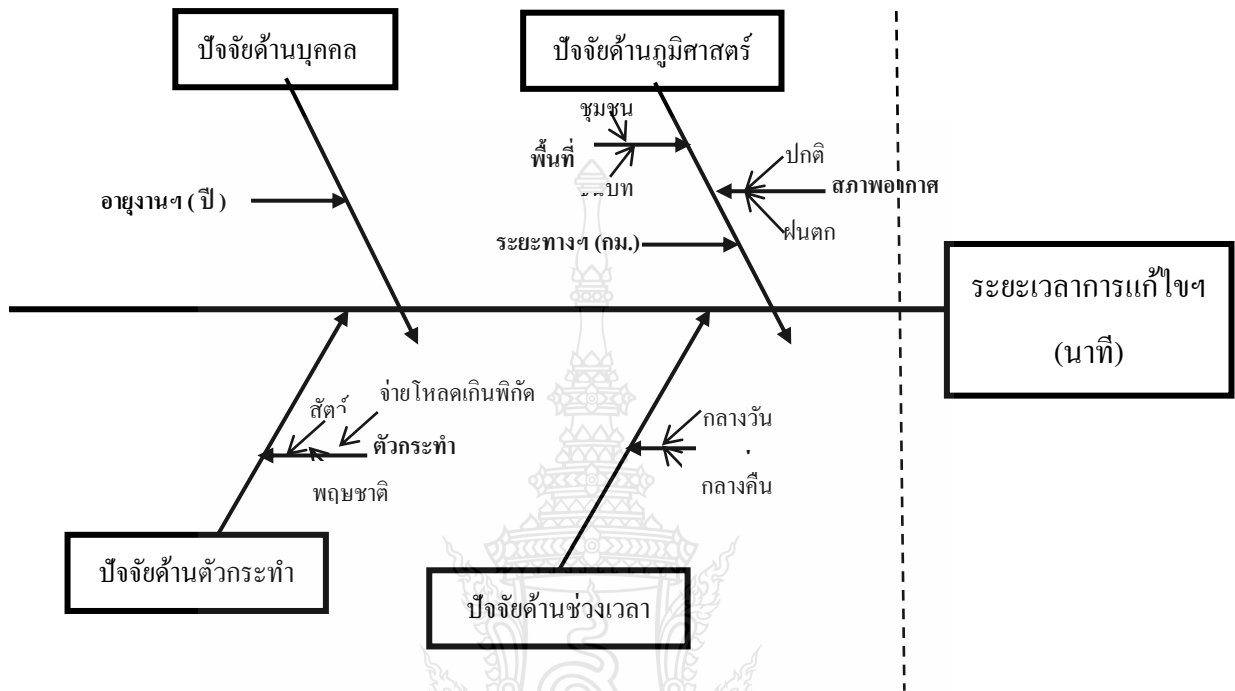 ปัจจัยด้านบุคคล
ปัจจัยด้านภูมิศาสตร์
ชุมชน
พื้นที่
ปกติ
สภาพอากาศ
อายุงานฯ ( ปี )
ฝนตก
ระยะทางฯ (กม.)
ระยะเวลาการแก้ไขฯ
(นาที)
จ่ายโหลดเกินพิกัด
สัตว์
ตัวกระทำ
พฤษชาติ
กลางวัน
กลางคืน
ปัจจัยด้านตัวกระทำ
ปัจจัยด้านช่วงเวลา